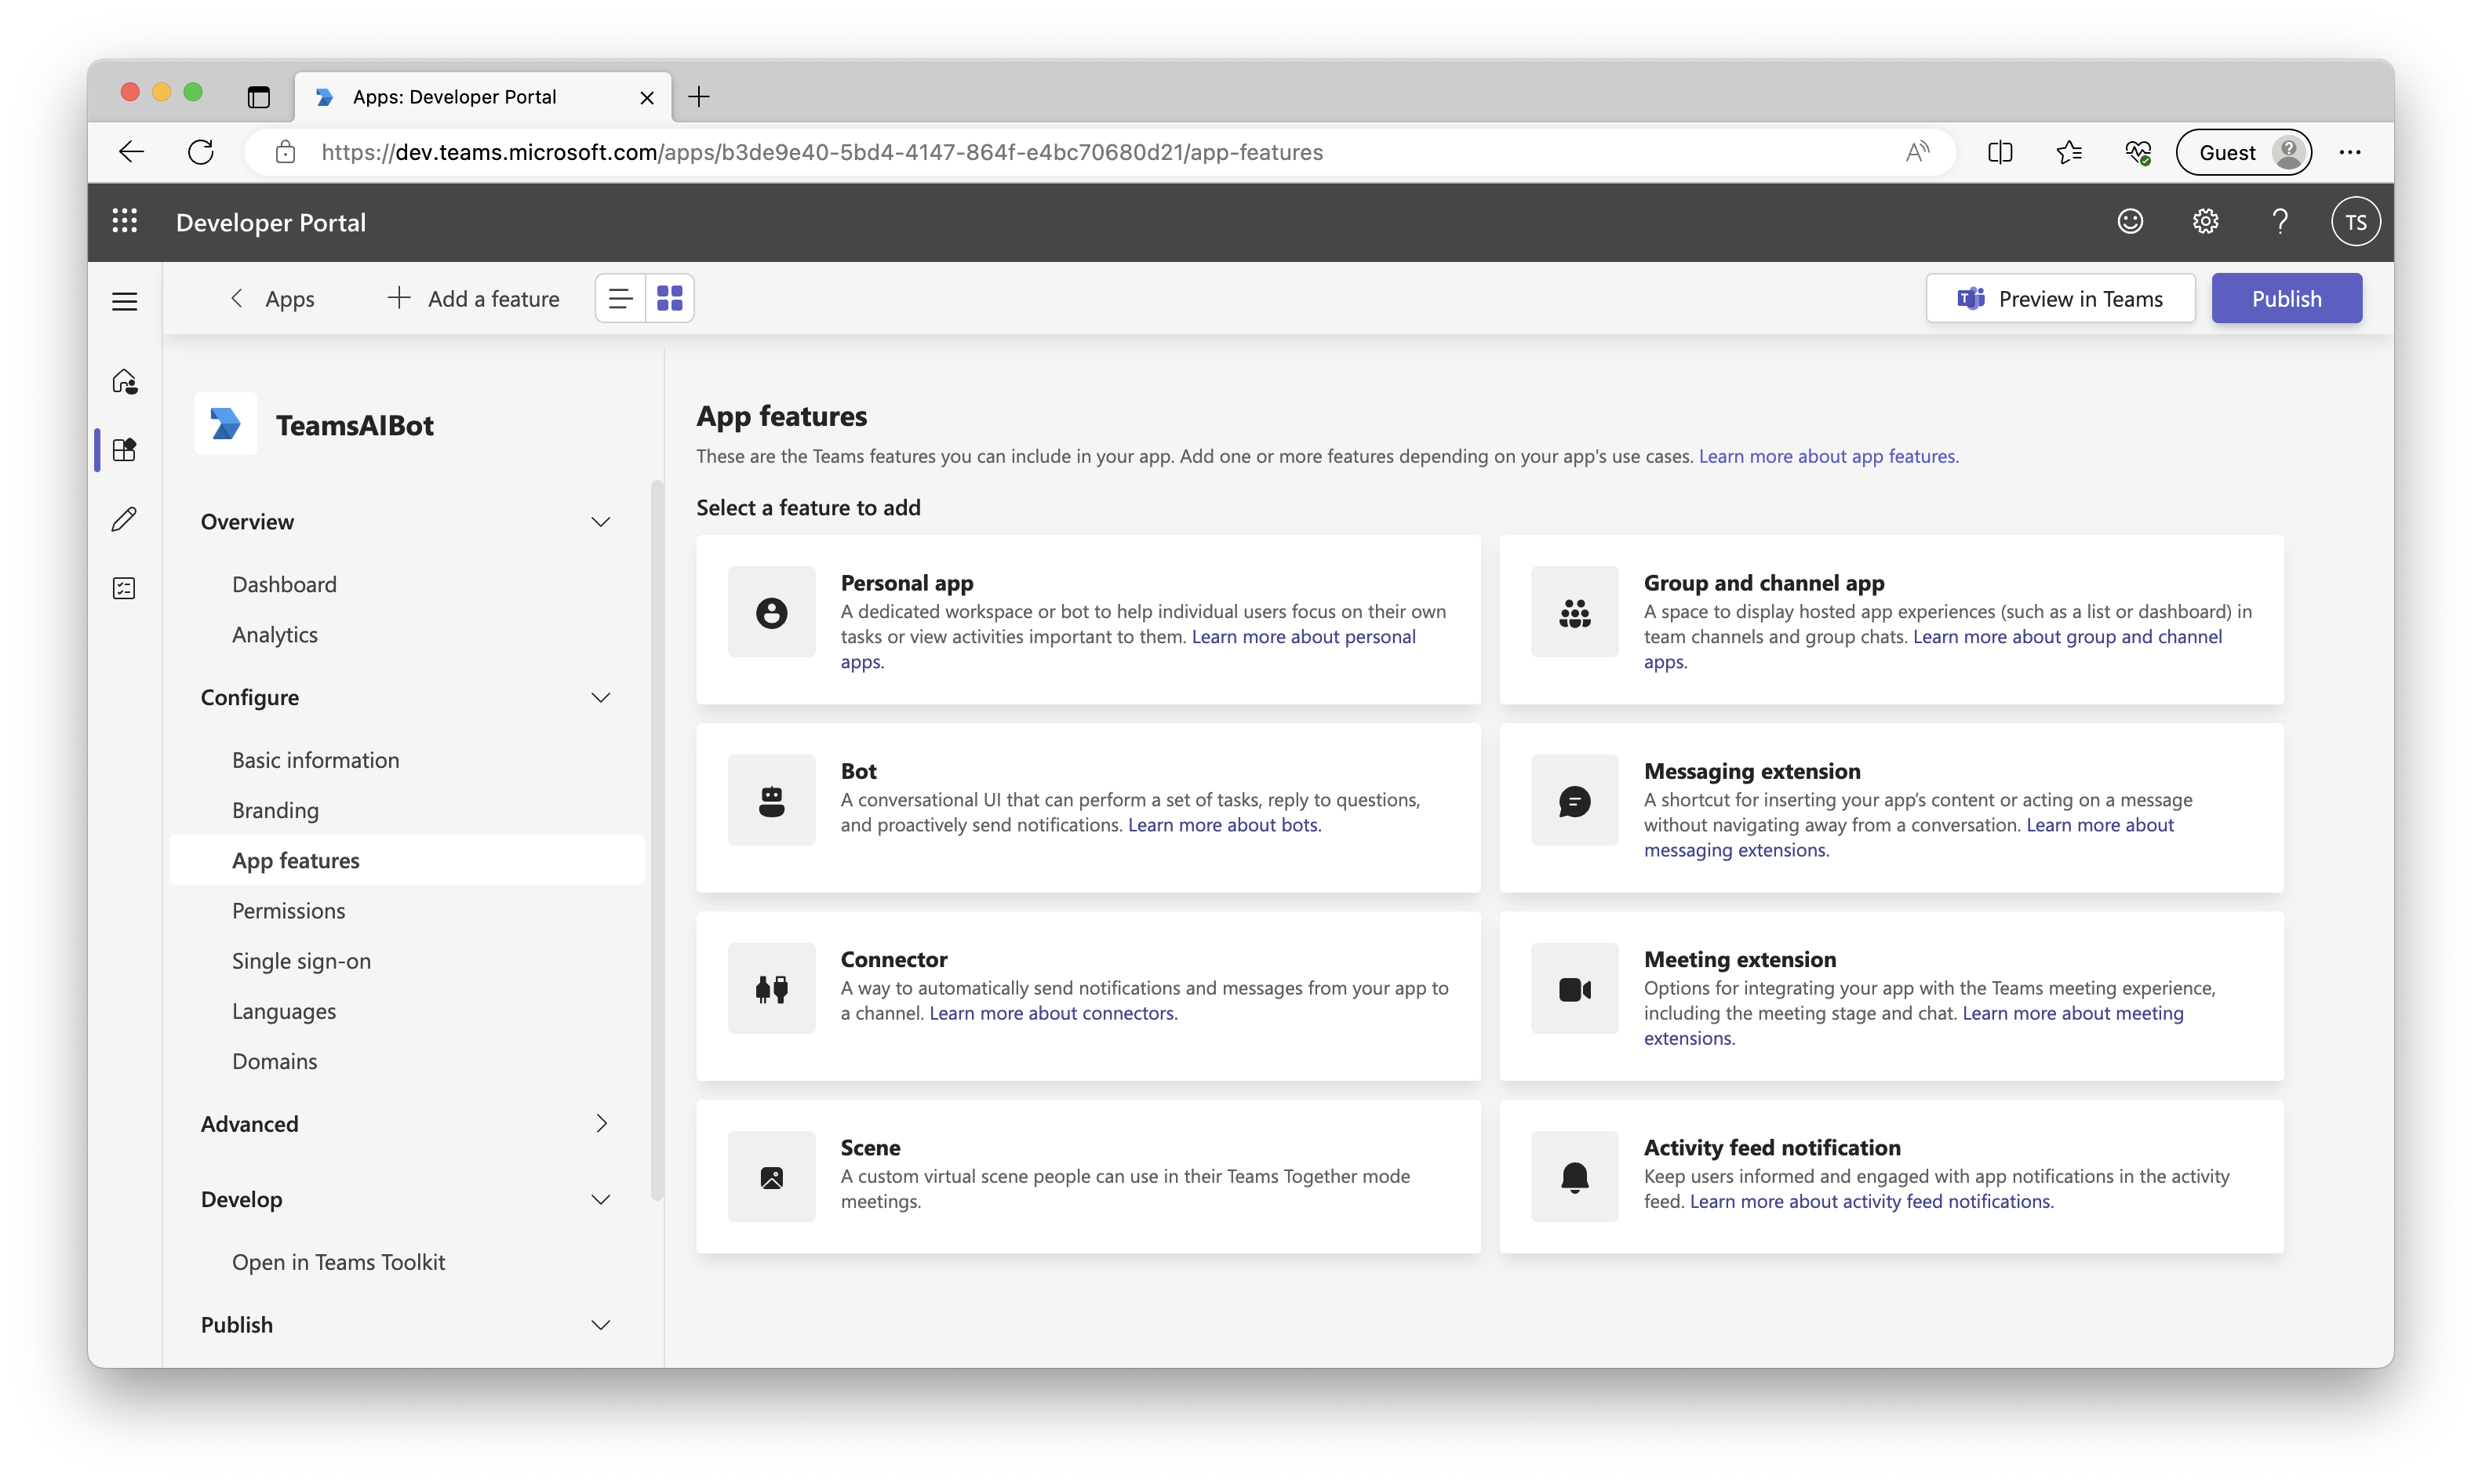 Apps: Developer Portal
https://dev.teams.microsoft.com/apps/b3de9e40-5bd4-4147-864f-e4bc70680d21/app-features
Guest
Developer Portal
TS
Apps
Add a feature
Preview in Teams
Publish
TeamsAIBot
Overview
Dashboard
Analytics
Configure
Basic information
Branding
App features
Permissions
Single sign-on
Languages
Domains
Advanced
Develop
Open in Teams Toolkit
Publish
App features
These are the Teams features you can include in your app. Add one or more features depending on your app's use cases. Learn more about app features.
Select a feature to add
Personal app
A dedicated workspace or bot to help individual users focus on their own
tasks or view activities important to them. Learn more about personal
apps.
Group and channel app
A space to display hosted app experiences (such as a list or dashboard) in
team channels and group chats. Learn more about group and channel
apps.
Bot
A conversational UI that can perform a set of tasks, reply to questions,
and proactively send notifications. Learn more about bots.
Messaging extension
A shortcut for inserting your app’s content or acting on a message
without navigating away from a conversation. Learn more about
messaging extensions.
Connector
A way to automatically send notifications and messages from your app to
a channel. Learn more about connectors.
Meeting extension
Options for integrating your app with the Teams meeting experience,
including the meeting stage and chat. Learn more about meeting
extensions.
Scene
A custom virtual scene people can use in their Teams Together mode
meetings.
Activity feed notification
Keep users informed and engaged with app notifications in the activity
feed. Learn more about activity feed notifications.